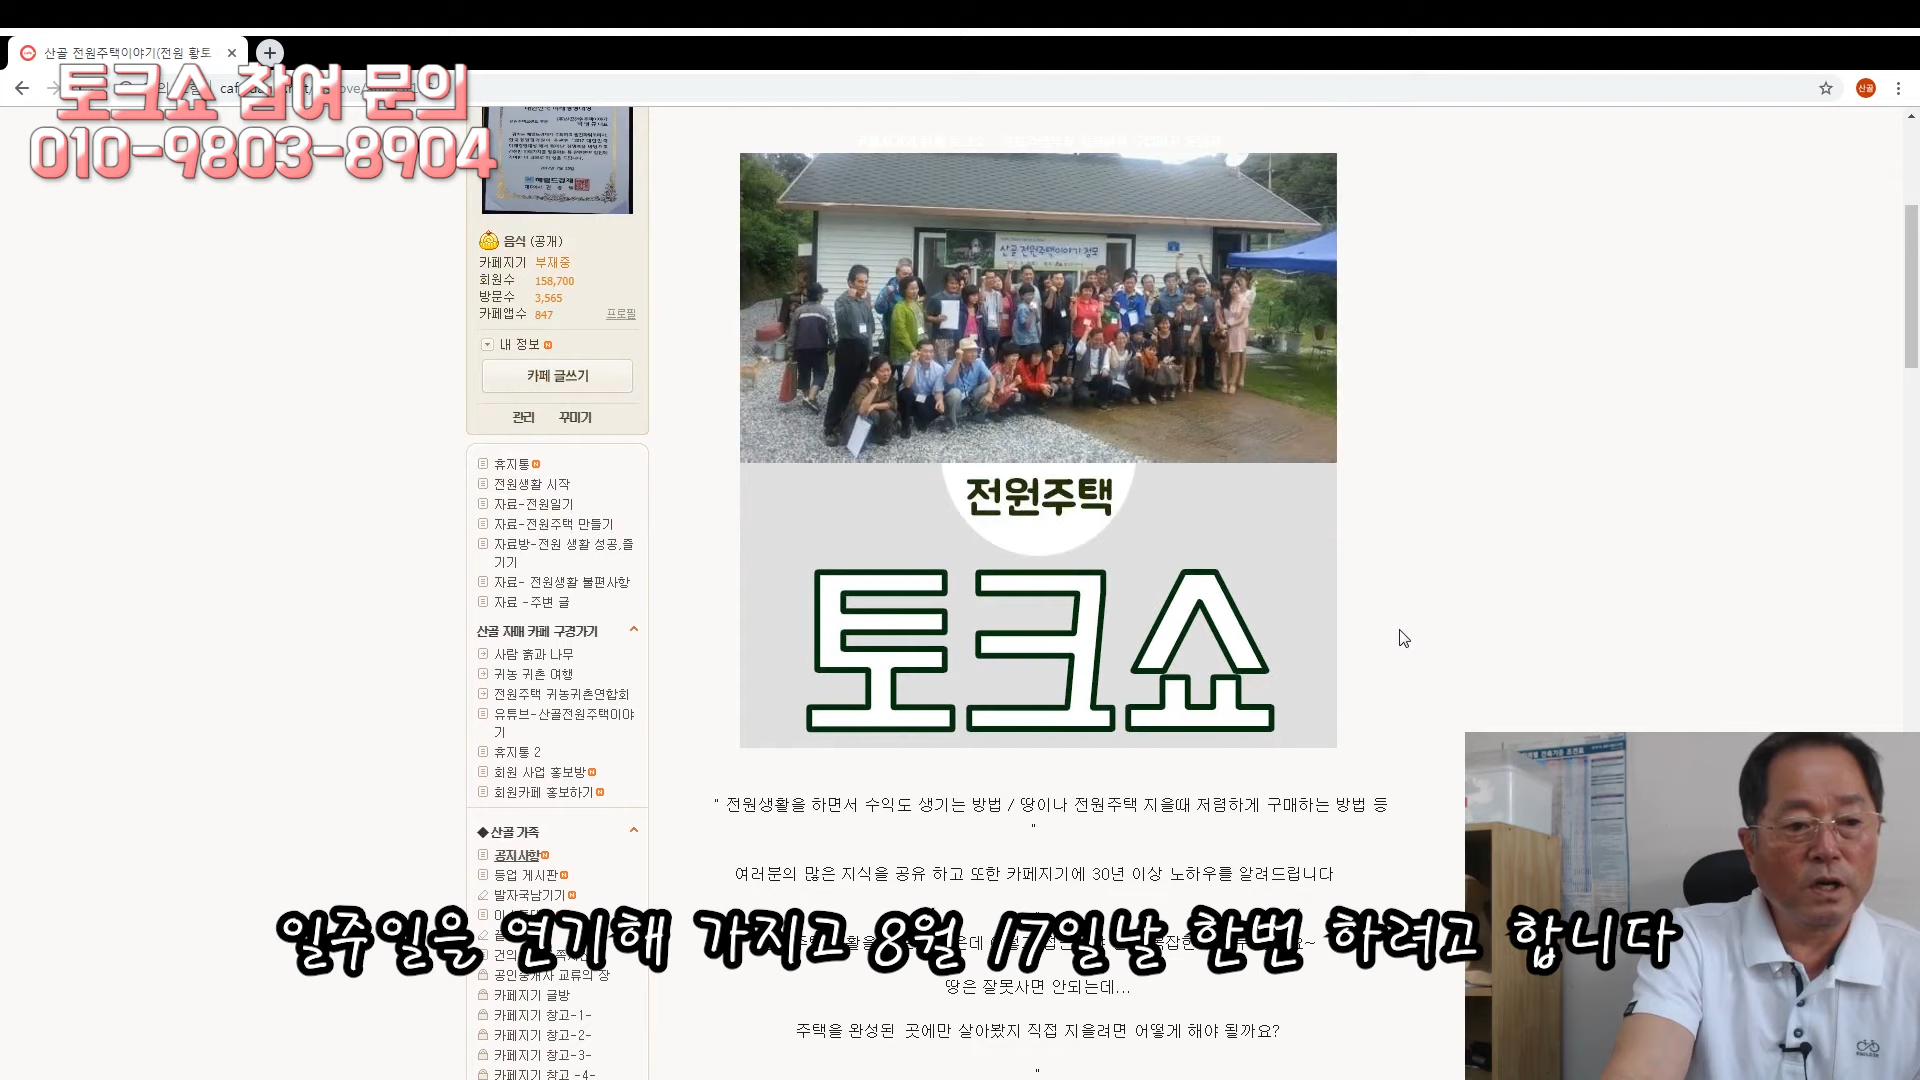 산골 전원주택이야기(전원 황토
토크쇼 참여 문의
010-9803-8904
산골
헤럴드경제
음식 (공개)
카페지기 부재중
회원수 158,700
방문수 3,565
카페앱수 847 프로필
내 정보
카페 글쓰기
관리 꾸미기
휴지통
전원생활 시작
자료-전원일기
자료-전원주택 만들기
자료방-전원 생활 성공,즐
기기
자료- 전원생활 불편사항
자료 -주변 글
산골 자매 카페 구경가기
사람 흙과 나무
귀농 귀촌 여행
전원주택 귀농귀촌연합회
유튜브-산골전원주택이야
기
휴지통 2
회원 사업 홍보방
회원카페 홍보하기
◆ 산골 가족
공지사항
등업 게시판
발자국남기기
공인중개사 교류의 장
카페지기 글방
카페지기 창고-1-
카페지기 창고-2-
카페지기 창고-3-
카페지기 창고 -4-
산골 전원주택이야기 정모
전원주택
토크쇼
" 전원생활을 하면서 수익도 생기는 방법 / 땅이나 전원주택 지을때 저렴하게 구매하는 방법 등
"
여러분의 많은 지식을 공유 하고 또한 카페지기에 30년 이상 노하우를 알려드립니다
일주일을 연기해 가지고 8월 17일날 한번 하려고 합니다
땅은 잘못사면 안되는데...
주택을 완성된 곳에만 살아봤지 직접 지을려면 어떻게 해야 될까요?
"